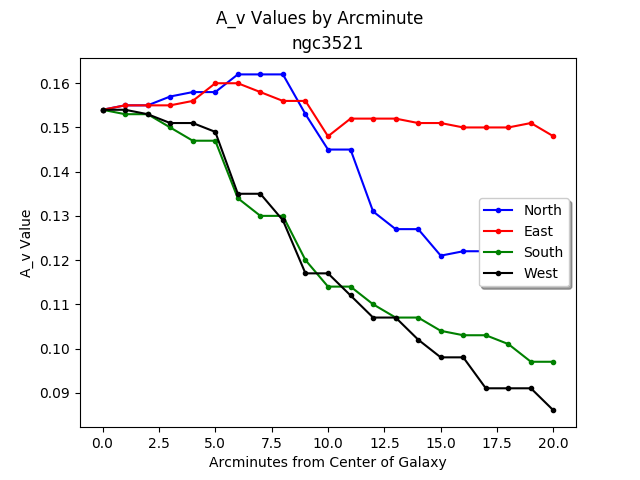 A_v Values by Arcminute
ngc3521
0.16
0.15
0.14
0.13
0.12
0.11
0.10
0.09
A_v Value
North
East
South
West
0.0 2.5 5.0 7.5 10.0 12.5 15.0 17.5 20.0
Arcminutes from Center of Galaxy